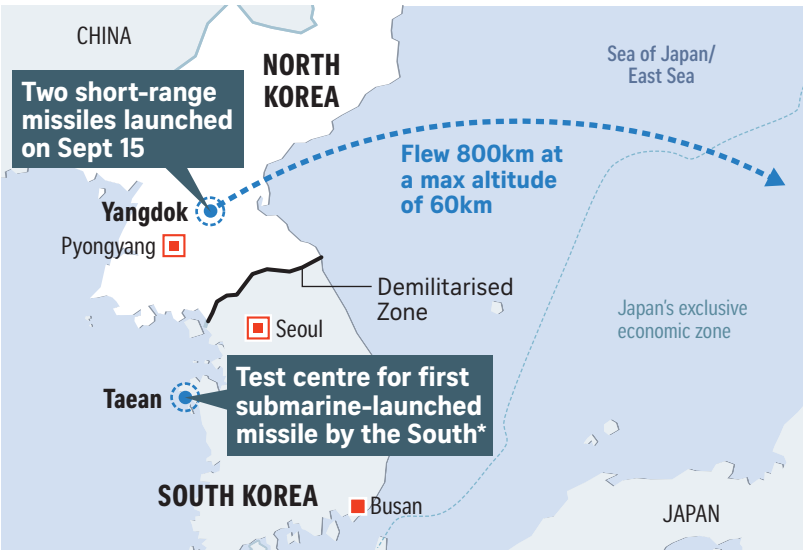 CHINA
NORTH
KOREA
Sea of Japan/
East Sea
Two short-range
missiles launched
on Sept 15
Flew 800km at
a max altitude
of 60km
Yangdok
Pyongyang
Demilitarised
Zone
Japan's exclusive
economic zone
Seoul
Test centre for first
submarine-launched
missile by the South*
Taean
SOUTH KOREA
Busan
JAPAN